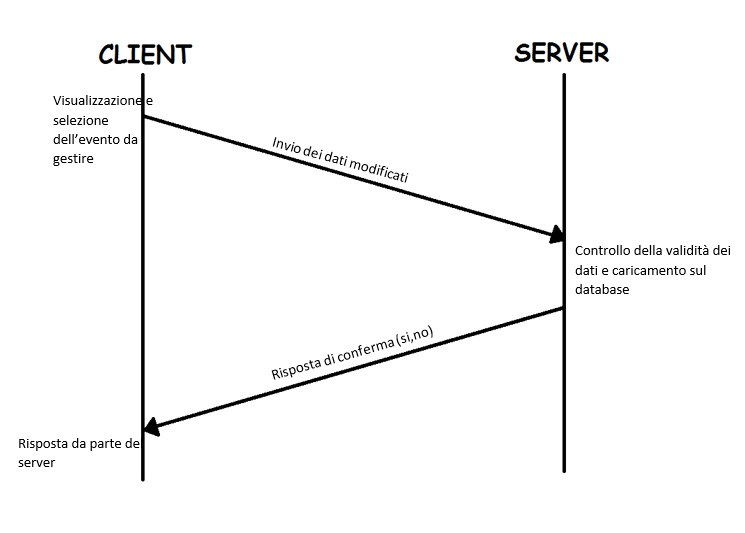 CLIENT
SERVER
Visualizzazione e
selezione
dell'evento da
gestire
Invio dei dati modificati
Controllo della validità dei
dati e caricamento sul
database
Risposta di conferma (si,no)
Risposta da parte de
server